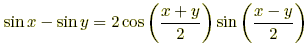 sin x − sin y = 2 cos ( (x + y) / 2 ) sin ( (x − y) / 2 )